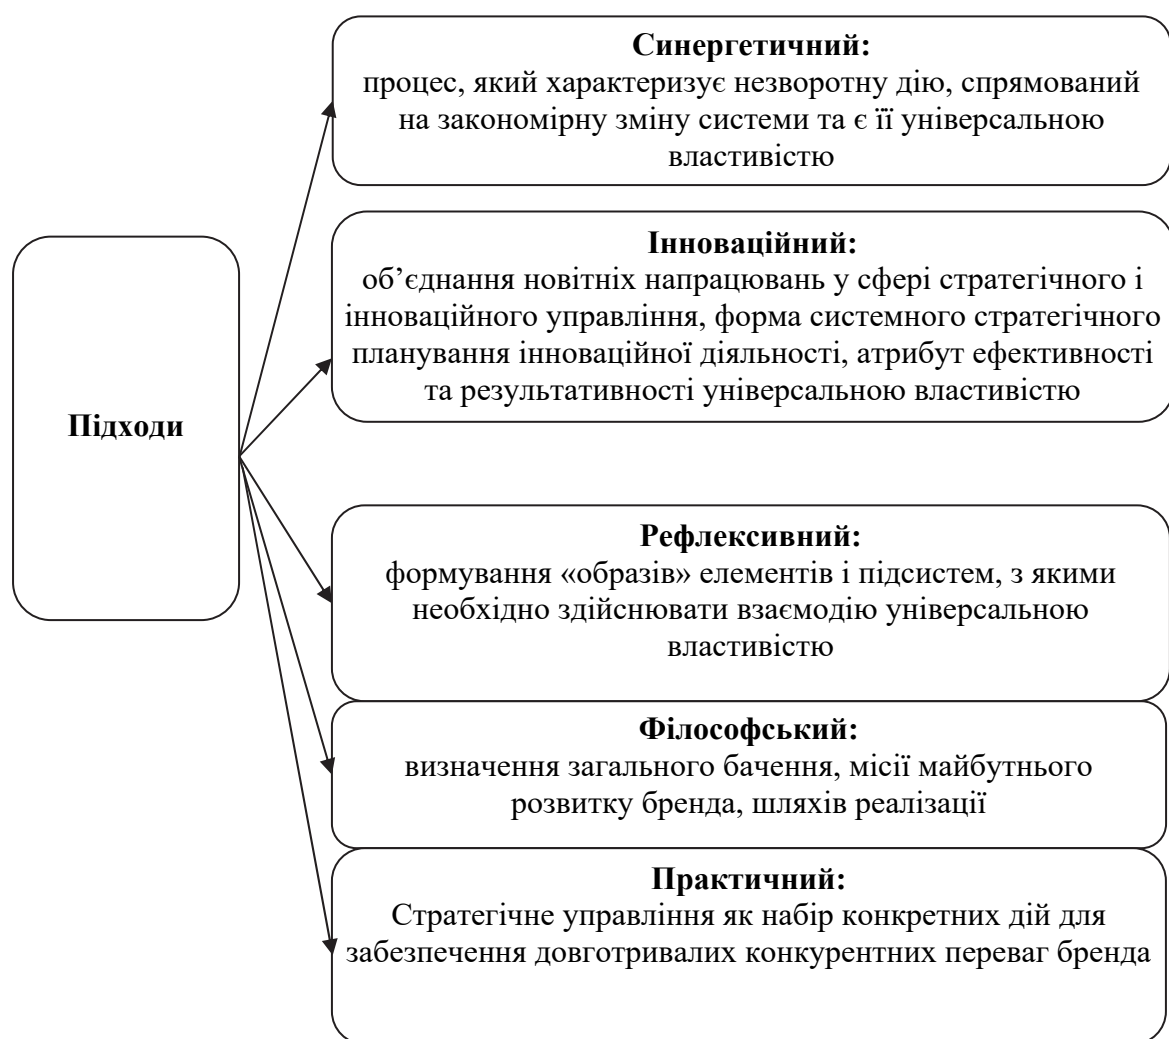 Синергетичний:
процес, який характеризує незворотну дію, спрямований
на закономірну зміну системи та є її універсальною
властивістю
Інноваційний:
об’єднання новітніх напрацювань у сфері стратегічного і
інноваційного управління, форма системного стратегічного
планування інноваційної діяльності, атрибут ефективності
та результативності універсальною властивістю
Підходи
Рефлексивний:
формування «образів» елементів і підсистем, з якими
необхідно здійснювати взаємодію універсальною
властивістю
Філософський:
визначення загального бачення, місії майбутнього
розвитку бренда, шляхів реалізації
Практичний:
Стратегічне управління як набір конкретних дій для
забезпечення довготривалих конкурентних переваг бренда